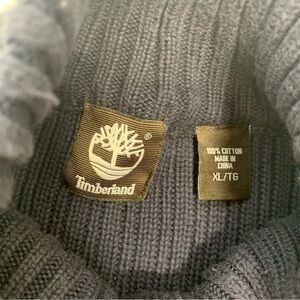 ®
Timberland
100% COTTON
MADE IN
CHINA
XL/TG